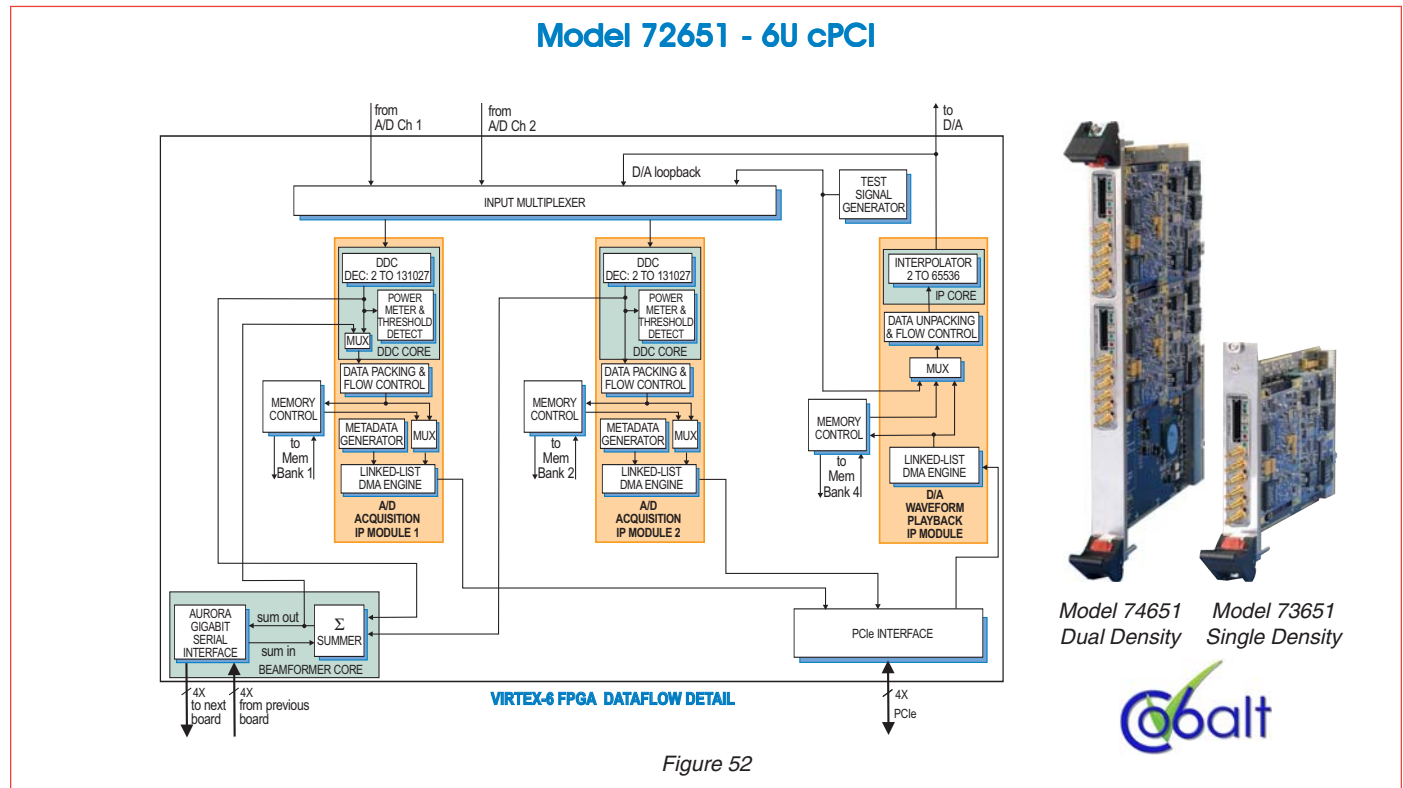 Model 72651 - 6U cPCI
from
A/D Ch 1
from
A/D Ch 2
to
D/A
D/A loopback
TEST
SIGNAL
GENERATOR
INPUT MULTIPLEXER
DDC
DEC: 2 TO 131027
POWER
METER &
THRESHOLD
DETECT
MUX
DDC CORE
DATA PACKING &
FLOW CONTROL
MEMORY
CONTROL
METADATA
GENERATOR
MUX
to
Mem
Bank 1
LINKED-LIST
DMA ENGINE
A/D
ACQUISITION
IP MODULE 1
DDC
DEC: 2 TO 131027
POWER
METER &
THRESHOLD
DETECT
DDC CORE
DATA PACKING &
FLOW CONTROL
MEMORY
CONTROL
METADATA
GENERATOR
MUX
to
Mem
Bank 2
LINKED-LIST
DMA ENGINE
A/D
ACQUISITION
IP MODULE 2
INTERPOLATOR
2 TO 65536
IP CORE
DATA UNPACKING
& FLOW CONTROL
MUX
MEMORY
CONTROL
to
Mem
Bank 4
LINKED-LIST
DMA ENGINE
D/A
WAVEFORM
PLAYBACK
IP MODULE
AURORA
GIGABIT
SERIAL
INTERFACE
sum out
sum in
Σ
SUMMER
BEAMFORMER CORE
4X
to next
board
4X
from previous
board
PCIe INTERFACE
4X
PCIe
VIRTEX-6 FPGA DATAFLOW DETAIL
Model 74651
Dual Density
Model 73651
Single Density
Cobalt
Figure 52